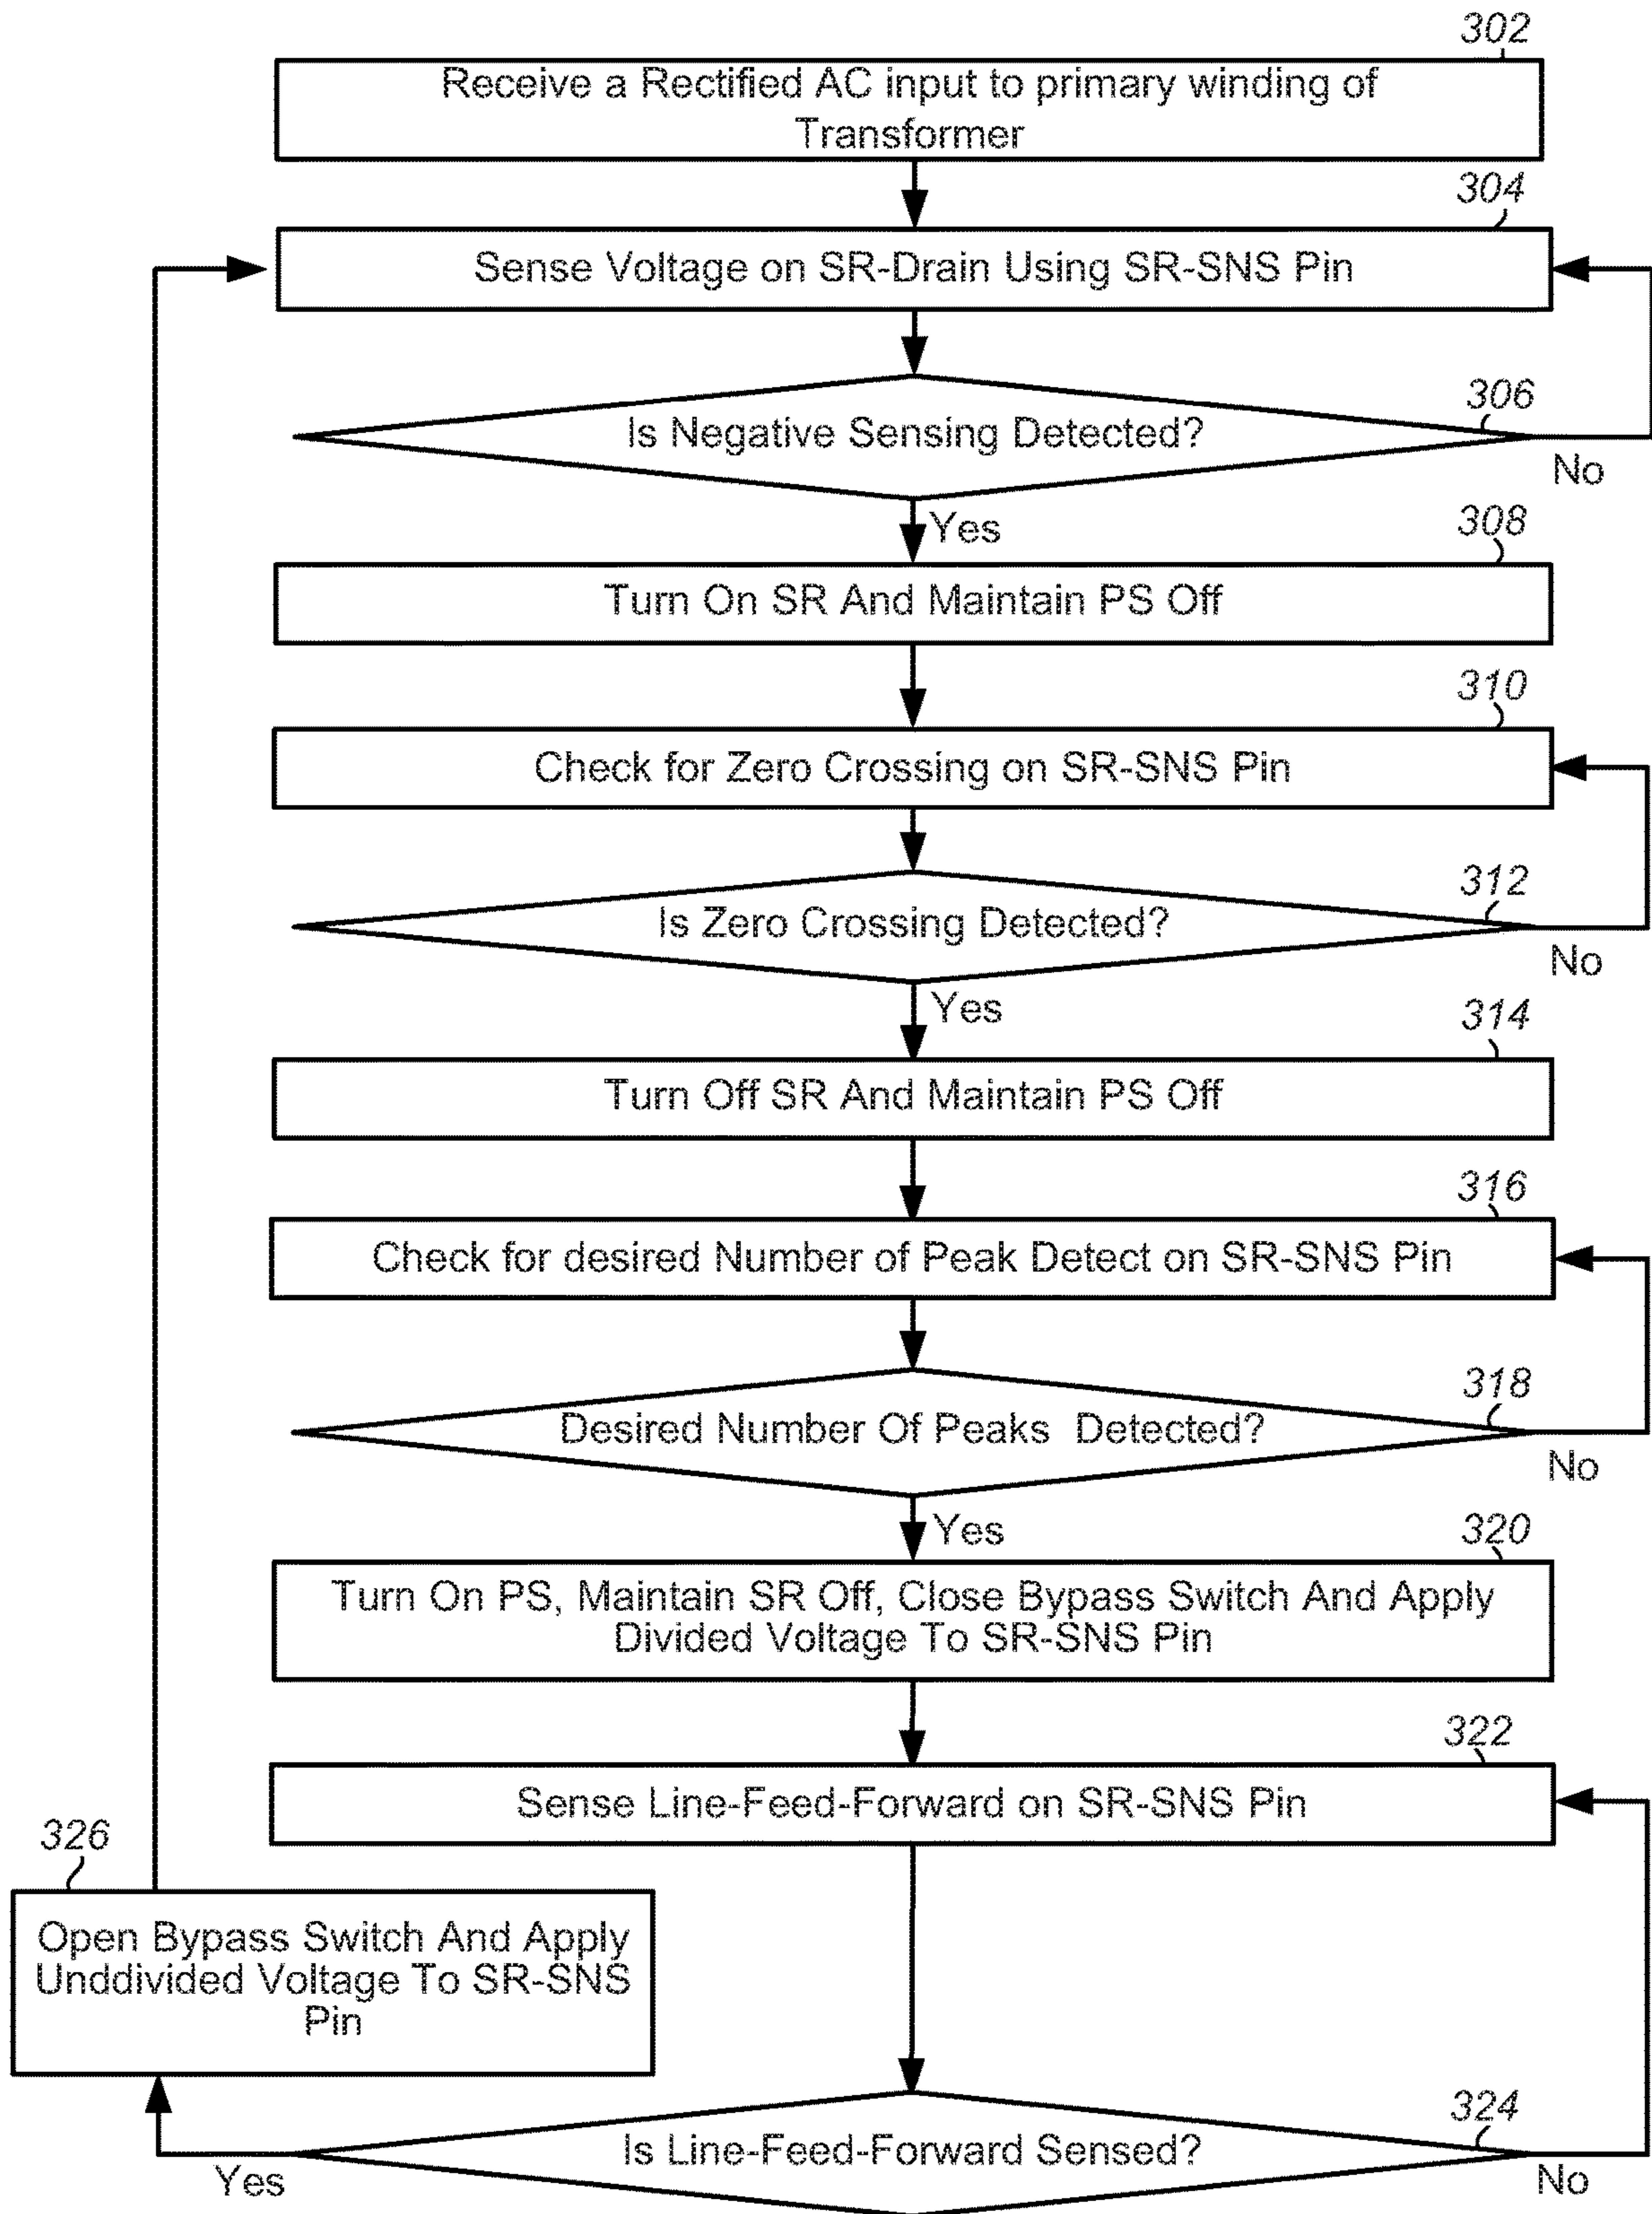 302
Receive a Rectified AC input to primary winding of
Transformer
304
Sense Voltage on SR-Drain Using SR-SNS Pin
306
Is Negative Sensing Detected?
No
Yes
308
Turn On SR And Maintain PS Off
310
Check for Zero Crossing on SR-SNS Pin
312
Is Zero Crossing Detected?
No
Yes
314
Turn Off SR And Maintain PS Off
316
Check for desired Number of Peak Detect on SR-SNS Pin
318
Desired Number Of Peaks Detected?
No
Yes
320
Turn On PS, Maintain SR Off, Close Bypass Switch And Apply
Divided Voltage To SR-SNS Pin
322
Sense Line-Feed-Forward on SR-SNS Pin
326
Open Bypass Switch And Apply
Unddivided Voltage To SR-SNS
Pin
324
Is Line-Feed-Forward Sensed?
Yes
No